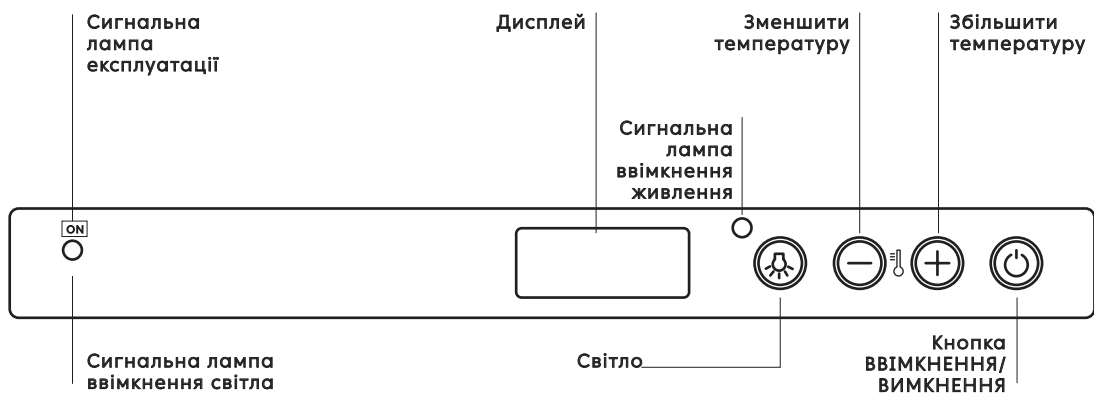 Сигнальна
лампа
експлуатації
Дисплей
Зменшити
температуру
Збільшити
температуру
Сигнальна
лампа
ввімкнення
живлення
ON
Сигнальна лампа
ввімкнення світла
Світло
Кнопка
ВВІМКНЕННЯ/
ВИМКНЕННЯ